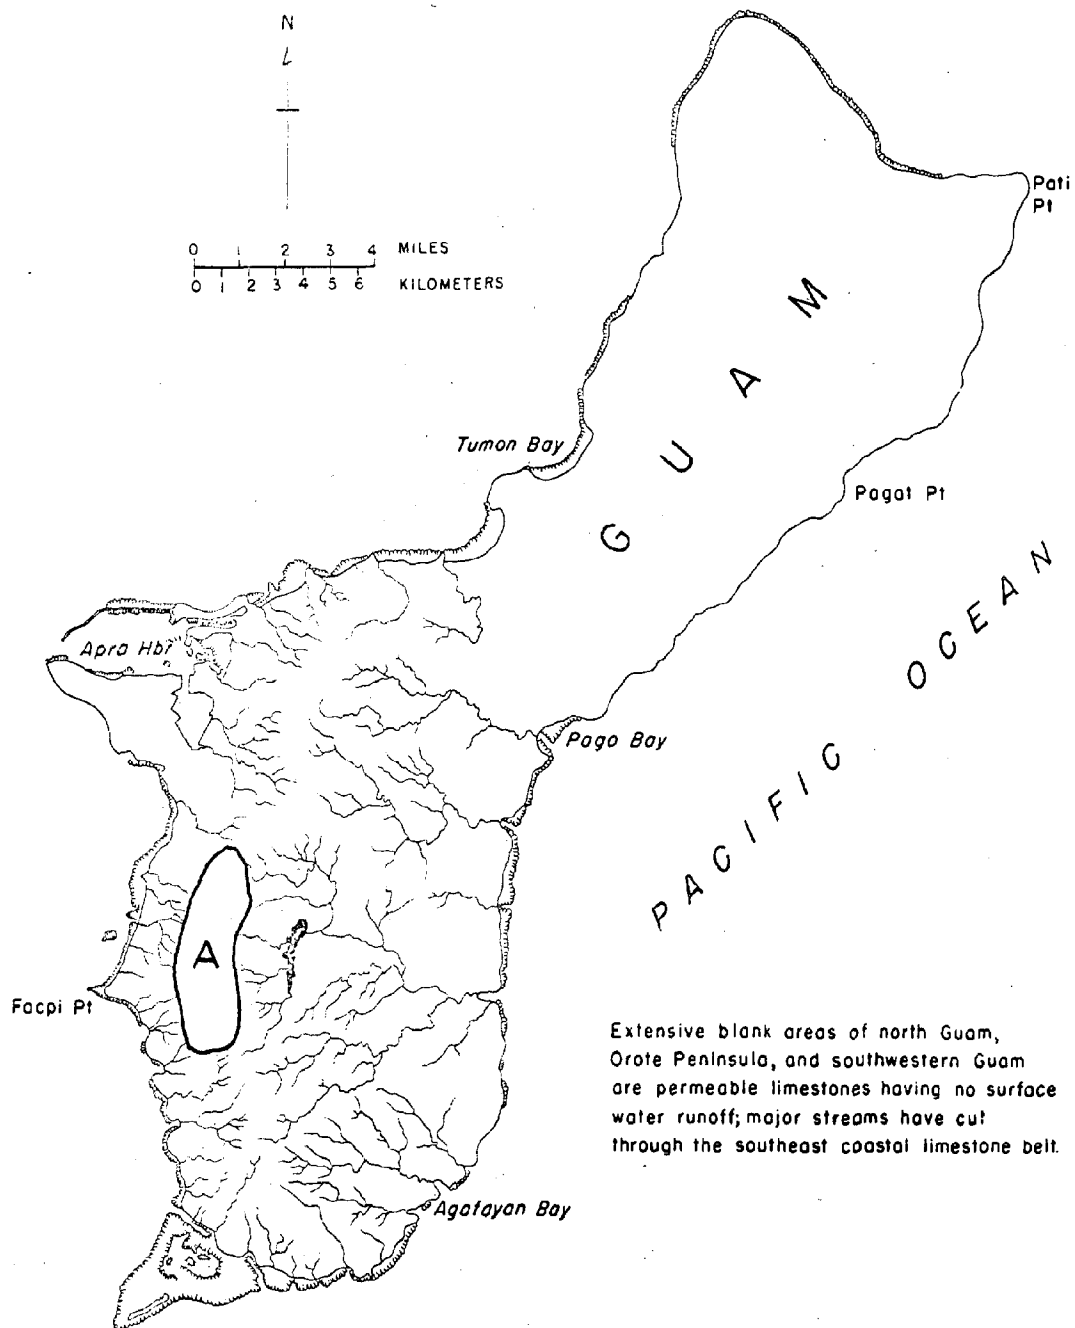 N
0 1 2 3 4 MILES
0 1 2 3 4 5 6 KILOMETERS
Pati
Pt
GUAM
Tumon Bay
Pagat Pt
PACIFIC OCEAN
Apra Hbr
Pago Bay
A
Facpi Pt
Extensive blank areas of north Guam,
Orote Peninsula, and southwestern Guam
are permeable limestones having no surface
water runoff; major streams have cut
through the southeast coastal limestone belt.
Agafayan Bay